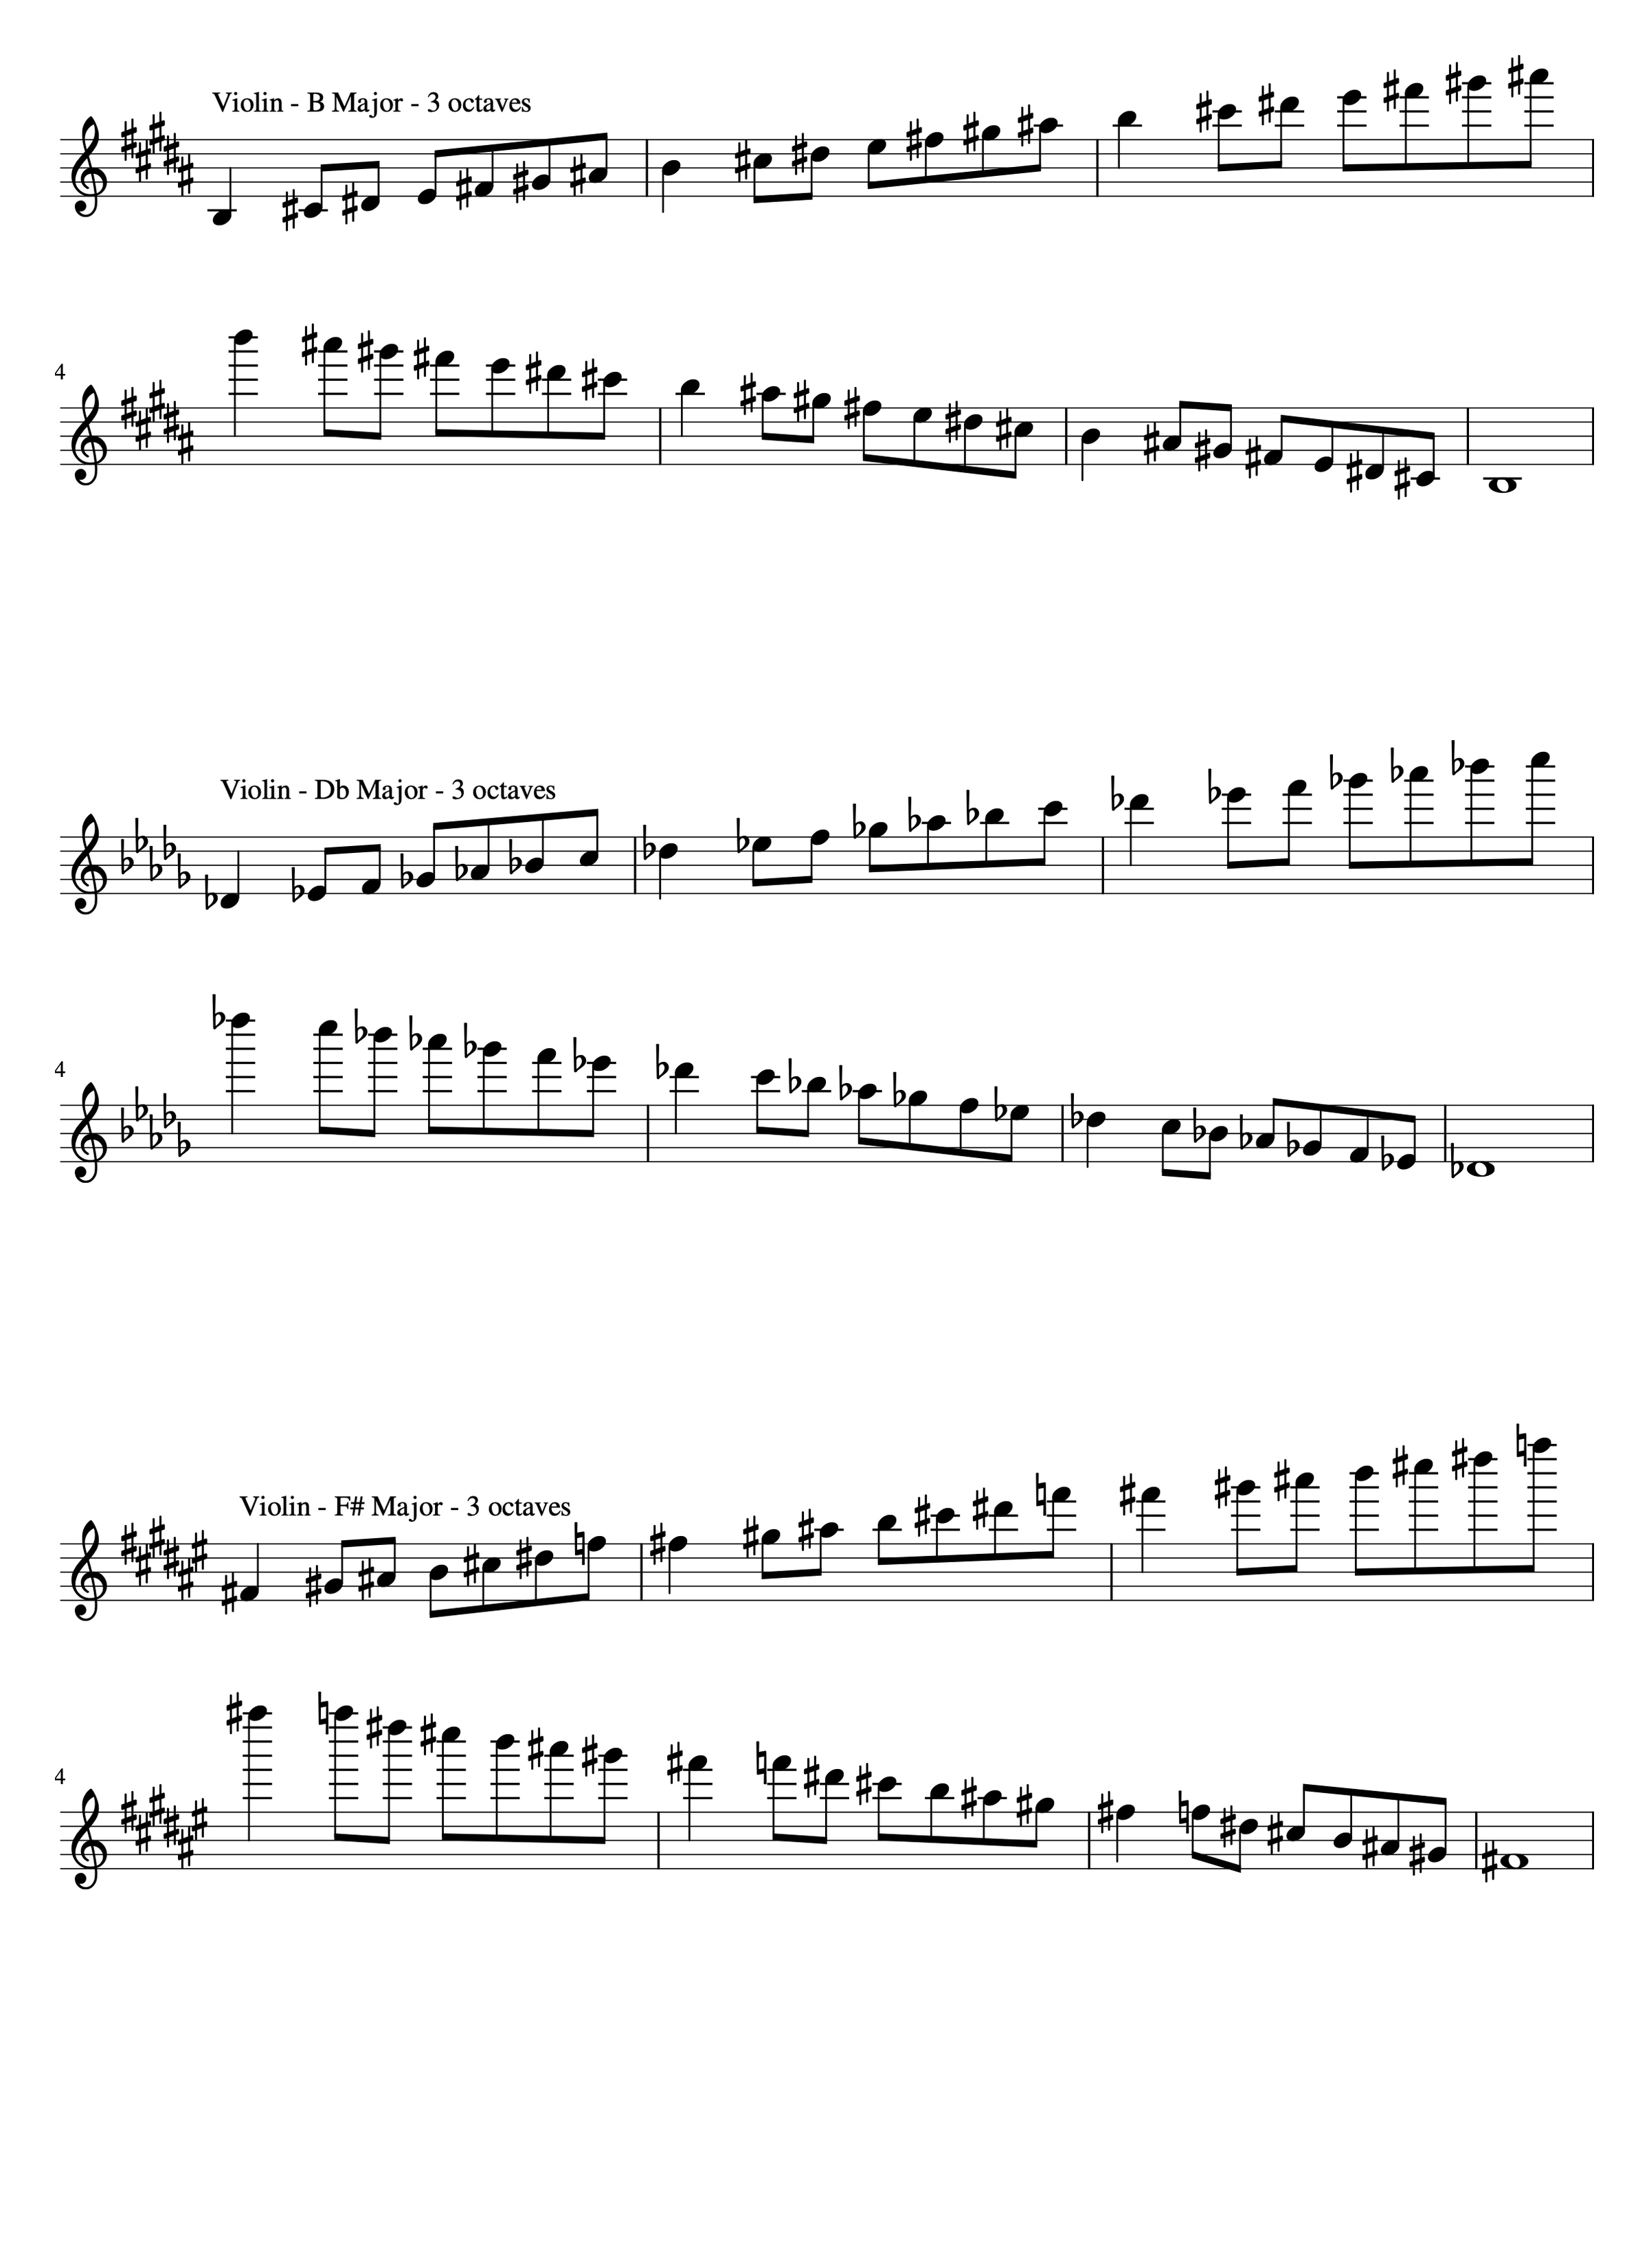 Violin - B Major - 3 octaves
4
Violin - Db Major - 3 octaves
4
Violin - F# Major - 3 octaves
4